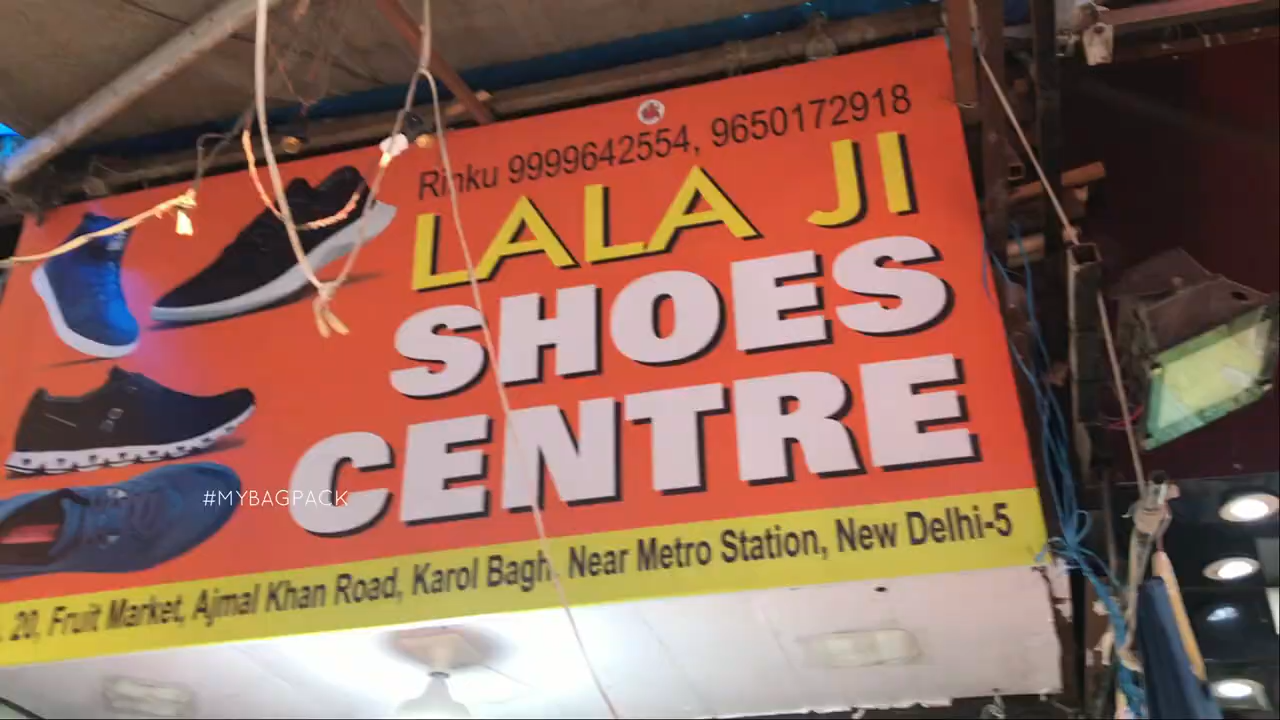 Rinku 9999642554, 9650172918
LALA JI
SHOES
CENTRE
#MYBAGPACK
20, Fruit Market, Ajmal Khan Road, Karol Bagh, Near Metro Station, New Delhi-5